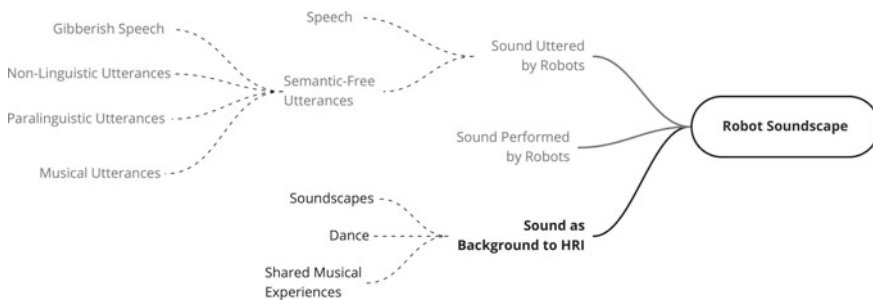 Speech
Gibberish Speech
Sound Uttered
by Robots
Non-Linguistic Utterances
Semantic-Free
Utterances
Paralinguistic Utterances
Robot Soundscape
Sound Performed
by Robots
Musical Utterances
Soundscapes
Sound as
Background to HRI
Dance
Shared Musical
Experiences